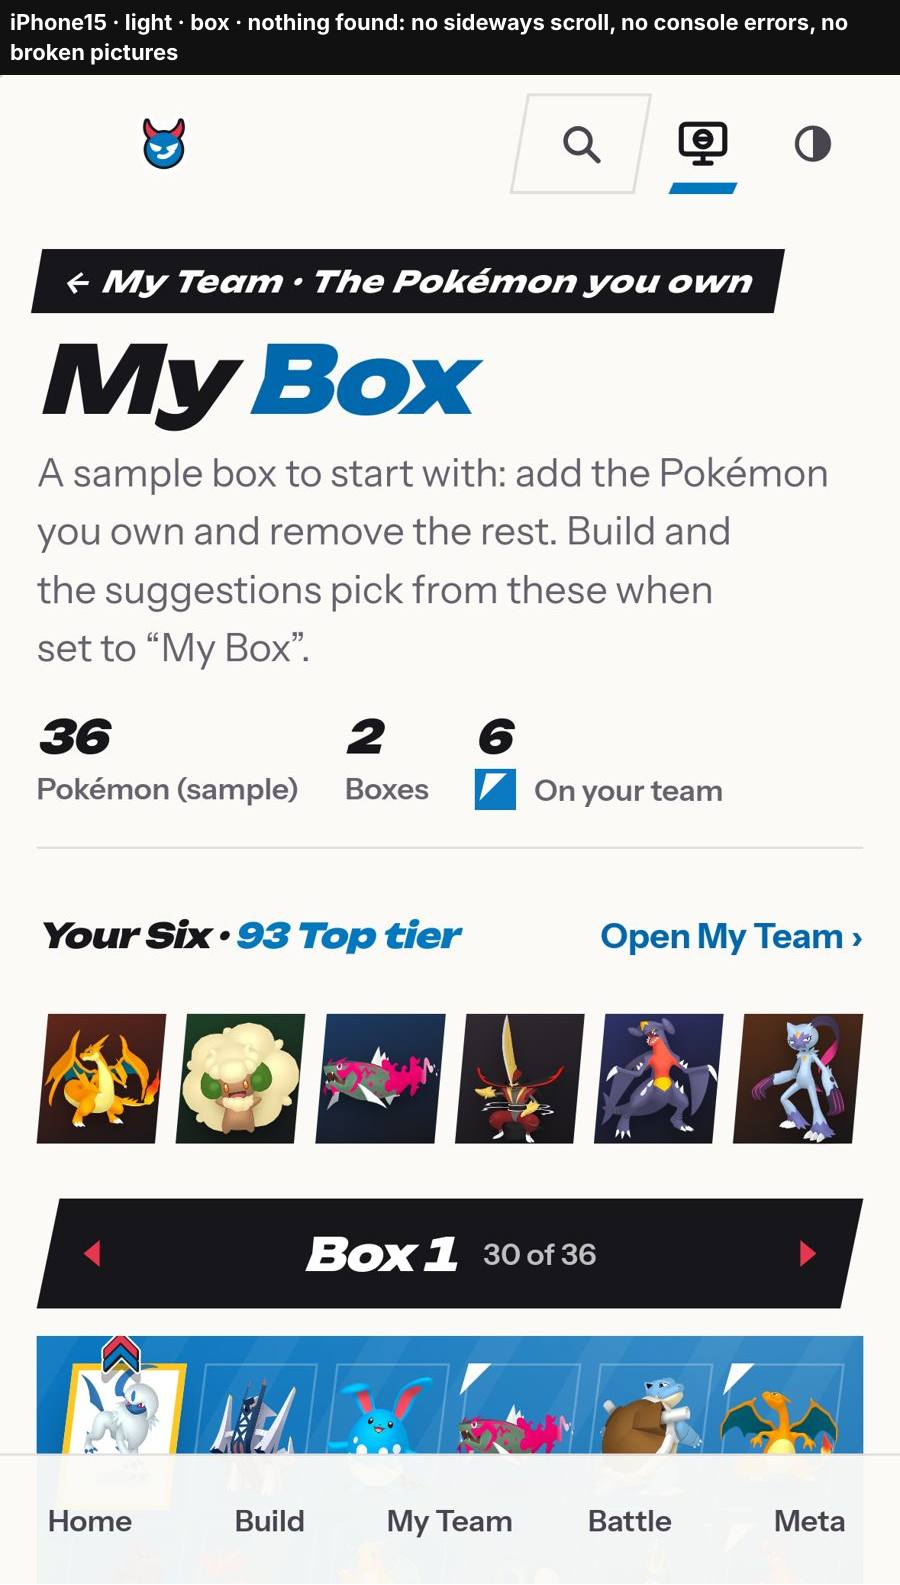 iPhone15 · light · box · nothing found: no sideways scroll, no console errors, no
broken pictures
← My Team · The Pokémon you own
My Box
A sample box to start with: add the Pokémon
you own and remove the rest. Build and
the suggestions pick from these when
set to “My Box”.
36 2 6
Pokémon (sample) Boxes On your team
Your Six · 93 Top tier Open My Team ›
Box 1 30 of 36
Home Build My Team Battle Meta